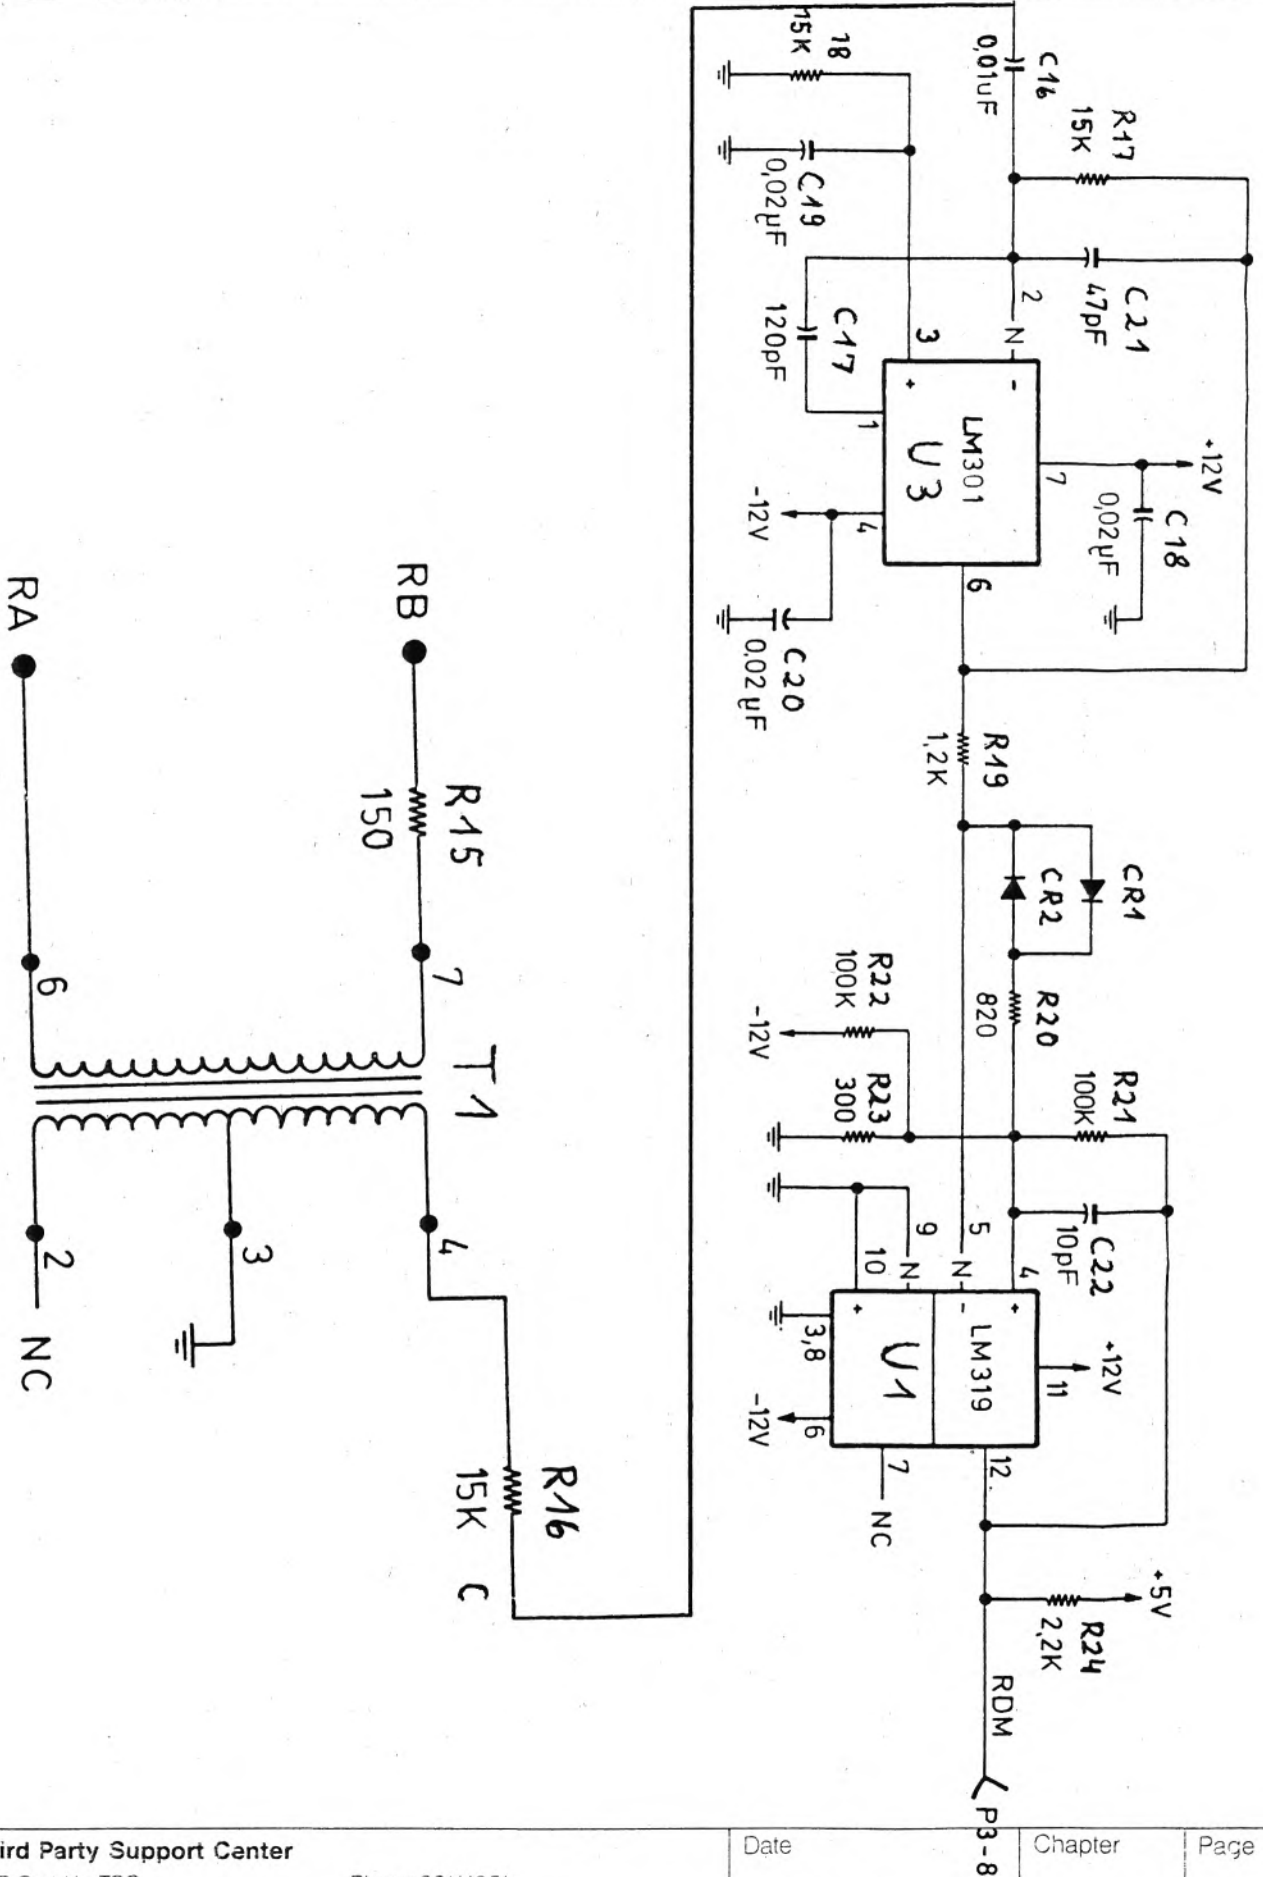 18
15K
C16
0,01uF
R17
15K
C19
0,02µF
C21
47pF
C17
120pF
2
N
3
+
-
LM301
U3
1
7
4
6
+12V
C18
0,02µF
-12V
C20
0,02µF
R19
1,2K
CR1
CR2
R20
820
R22
100K
-12V
R23
300
R21
100K
C22
10pF
9
5
4
10
N
N
+
-
+
LM319
U1
3,8
+12V
11
-12V
6
7
NC
12
+5V
R24
2,2K
RDM
P3-8
RB
RA
R15
150
7
6
T1
4
3
2
NC
R16
15K
C
ird Party Support Center
Date
Chapter
Page